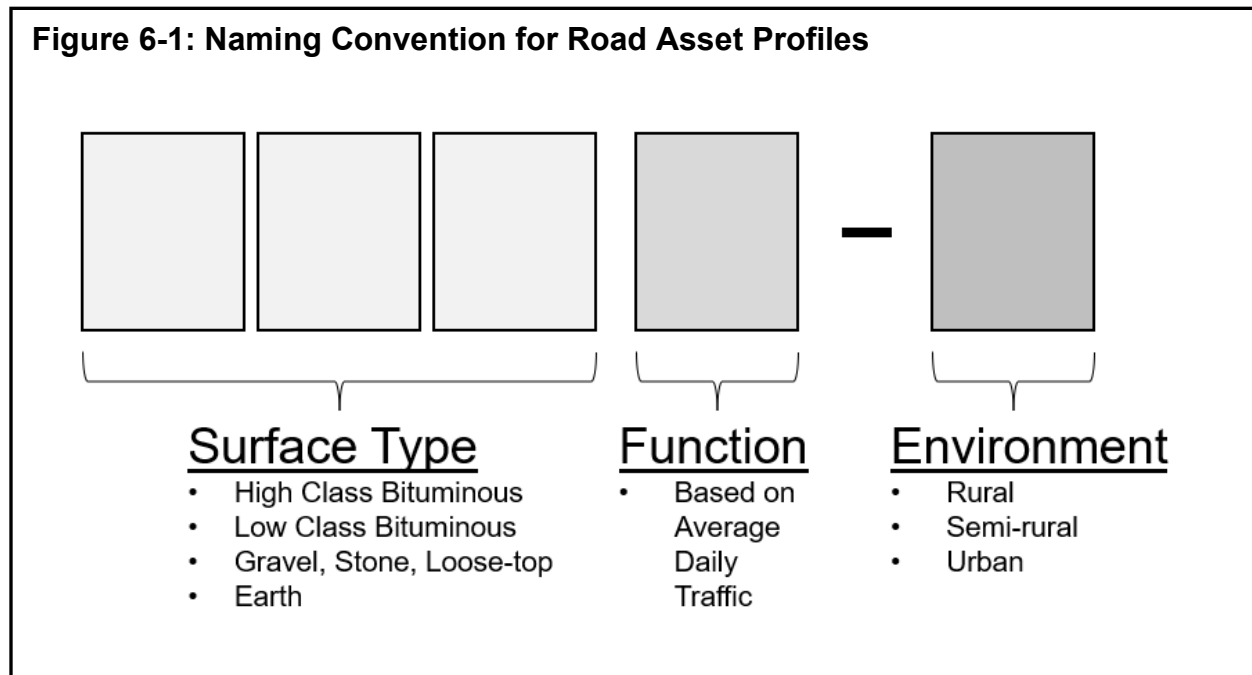 Figure 6-1: Naming Convention for Road Asset Profiles
–
Surface Type
• High Class Bituminous
• Low Class Bituminous
• Gravel, Stone, Loose-top
• Earth
Function
• Based on
Average
Daily
Traffic
Environment
• Rural
• Semi-rural
• Urban